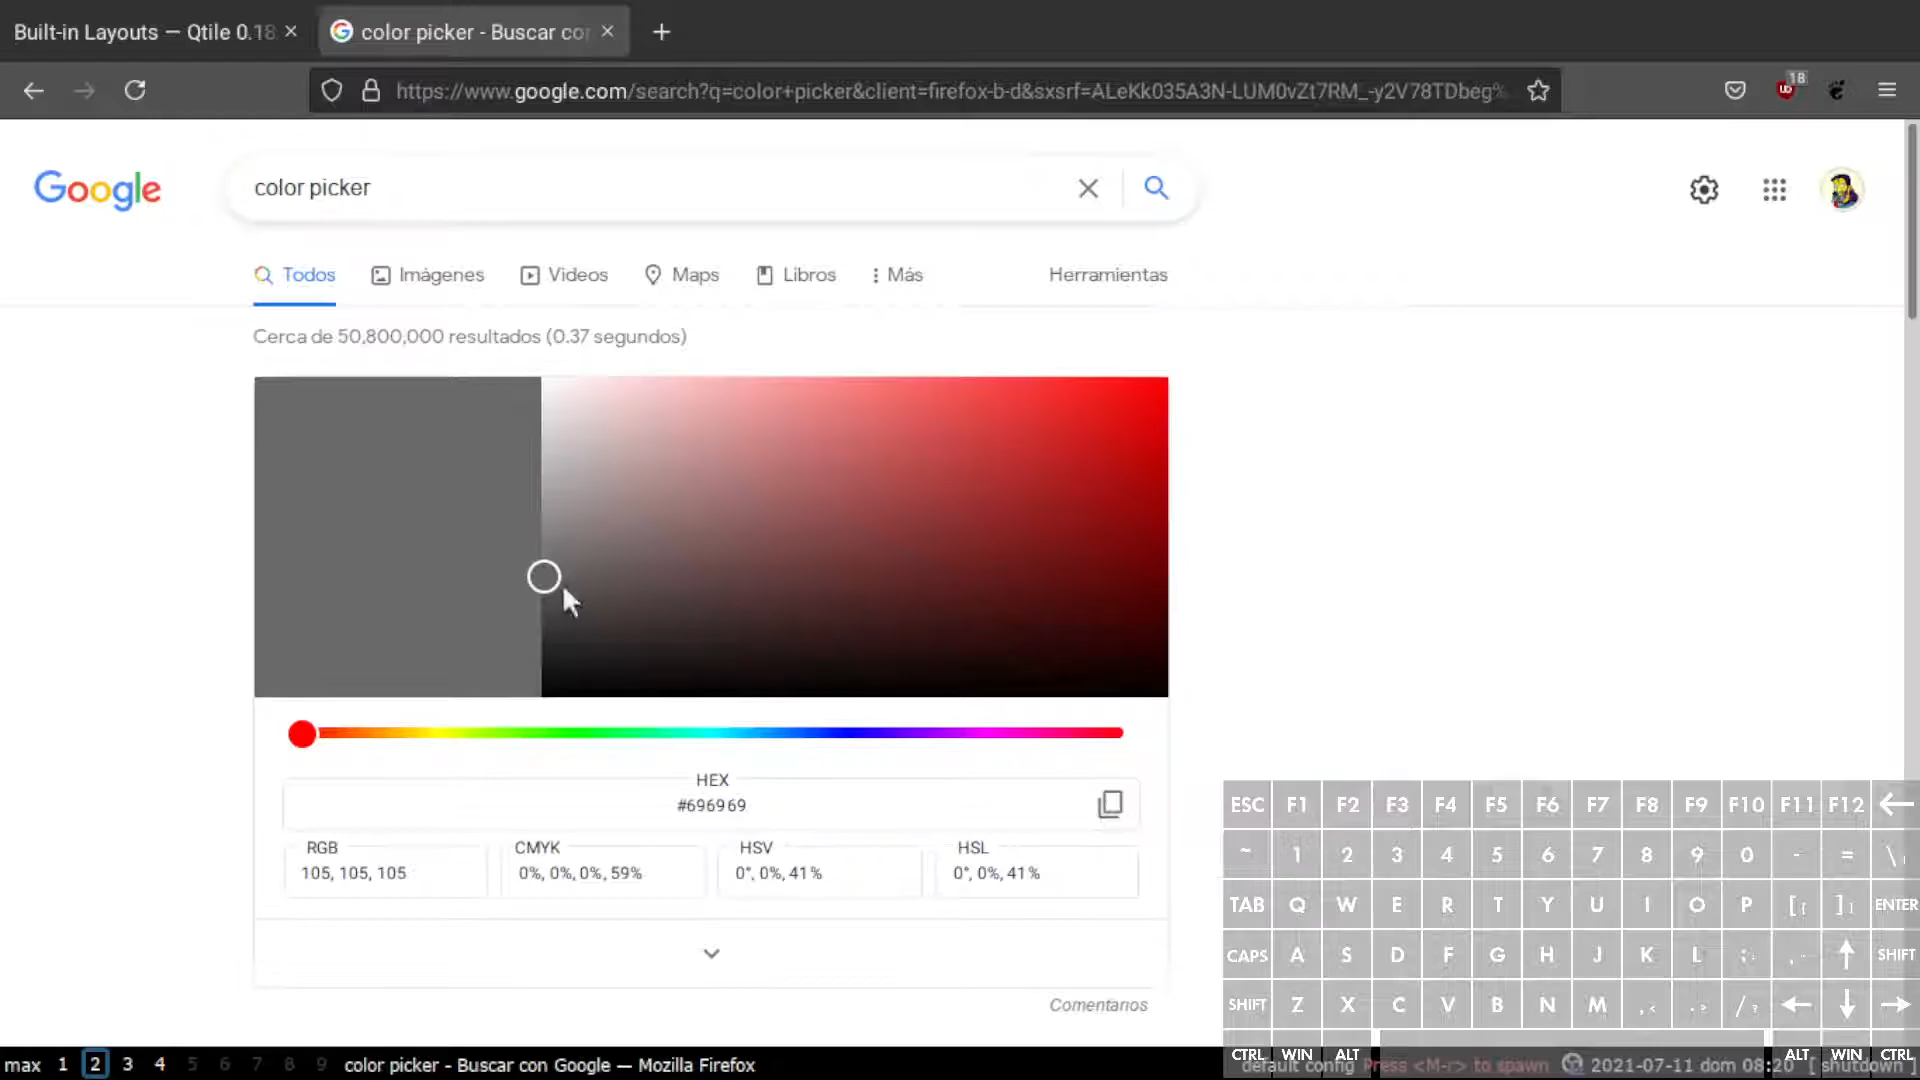 Built-in Layouts — Qtile 0.18
color picker - Buscar co
https://www.google.com/search?q=color+picker&client=firefox-b-d&sxsrf=ALeKk035A3N-LUM0vZt7RM_-y2V78TDbeg%
18
Google
color picker
Todos
Imágenes
Videos
Maps
Libros
Más
Herramientas
Cerca de 50,800,000 resultados (0.37 segundos)
HEX
#696969
RGB
CMYK
HSV
HSL
105, 105, 105
0%, 0%, 0%, 59%
0°, 0%, 41%
0°, 0%, 41%
Comentarios
ESC F1 F2 F3 F4 F5 F6 F7 F8 F9 F10 F11 F12 ←
~ 1 2 3 4 5 6 7 8 9 0 - = \
TAB Q W E R T Y U I O P [ ] ENTER
CAPS A S D F G H J K L ; ↑ SHIFT
SHIFT Z X C V B N M , . / ? ← ↓ →
CTRL WIN ALT ALT WIN CTRL
max 1 2 3 4 5 6 7 8 9 color picker - Buscar con Google — Mozilla Firefox
default config Press <M-r> to spawn 2021-07-11 dom 08:20 [ shutdown ]